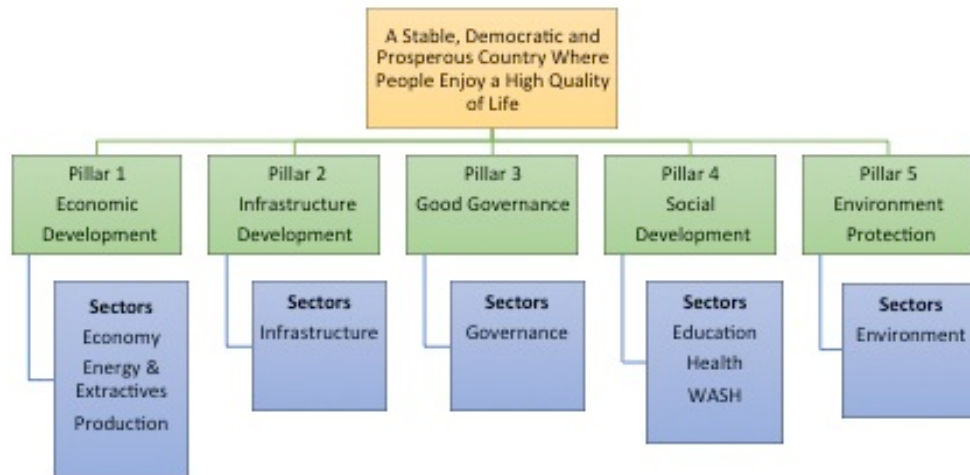 A Stable, Democratic and
Prosperous Country Where
People Enjoy a High Quality
of Life
Pillar 1
Economic
Development
Pillar 2
Infrastructure
Development
Pillar 3
Good Governance
Pillar 4
Social
Development
Pillar 5
Environment
Protection
Sectors
Economy
Energy &
Extractives
Production
Sectors
Infrastructure
Sectors
Governance
Sectors
Education
Health
WASH
Sectors
Environment